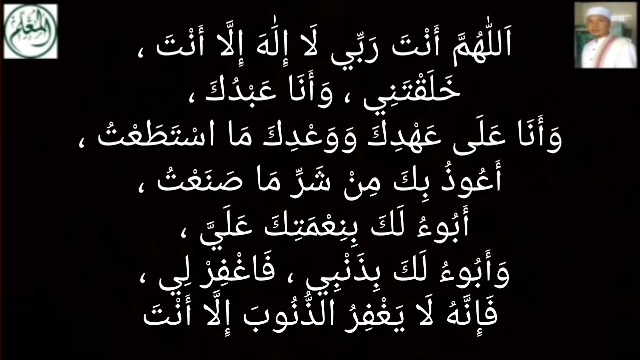 اَللّٰهُمَّ أَنْتَ رَبِّي لَا إِلٰهَ إِلَّا أَنْتَ ،
خَلَقْتَنِي ، وَأَنَا عَبْدُكَ ،
وَأَنَا عَلَى عَهْدِكَ وَوَعْدِكَ مَا اسْتَطَعْتُ ،
أَعُوذُ بِكَ مِنْ شَرِّ مَا صَنَعْتُ ،
أَبُوءُ لَكَ بِنِعْمَتِكَ عَلَيَّ ،
وَأَبُوءُ لَكَ بِذَنْبِي ، فَاغْفِرْ لِي ،
فَإِنَّهُ لَا يَغْفِرُ الذُّنُوبَ إِلَّا أَنْتَ